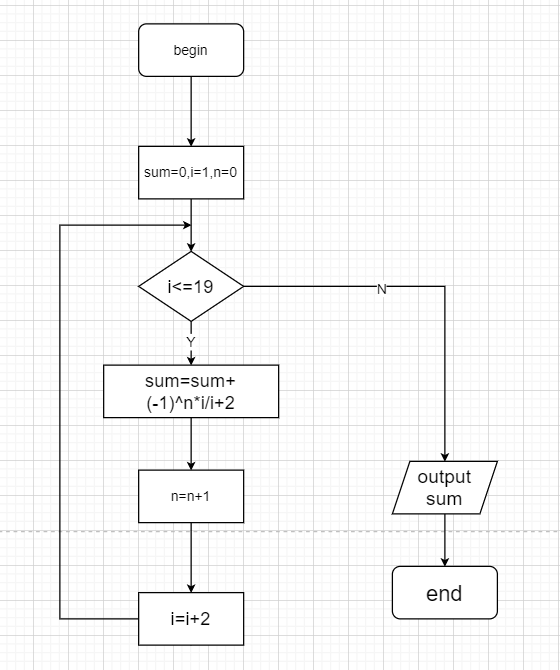 begin
sum=0,i=1,n=0
i<=19
N
Y
sum=sum+
(-1)^n*i/i+2
n=n+1
output
sum
i=i+2
end